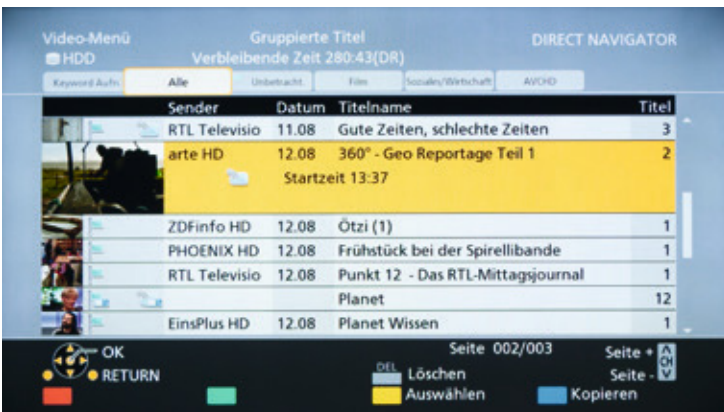 Video-Menü Gruppierte Titel DIRECT NAVIGATOR
HDD Verbleibende Zeit 280:43(DR)
Keyword Aufn. Alle Unbetracht. Film Soziales/Wirtschaft AVCHD
Sender Datum Titelname Titel
RTL Televisio 11.08 Gute Zeiten, schlechte Zeiten 3
arte HD 12.08 360° - Geo Reportage Teil 1 2
Startzeit 13:37
ZDFinfo HD 12.08 Ötzi (1) 1
PHOENIX HD 12.08 Frühstück bei der Spirellibande 1
RTL Televisio 12.08 Punkt 12 - Das RTL-Mittagsjournal 1
Planet 12
EinsPlus HD 12.08 Planet Wissen 1
OK Seite 002/003 Seite + CH
RETURN DEL Löschen Seite -
Auswählen Kopieren